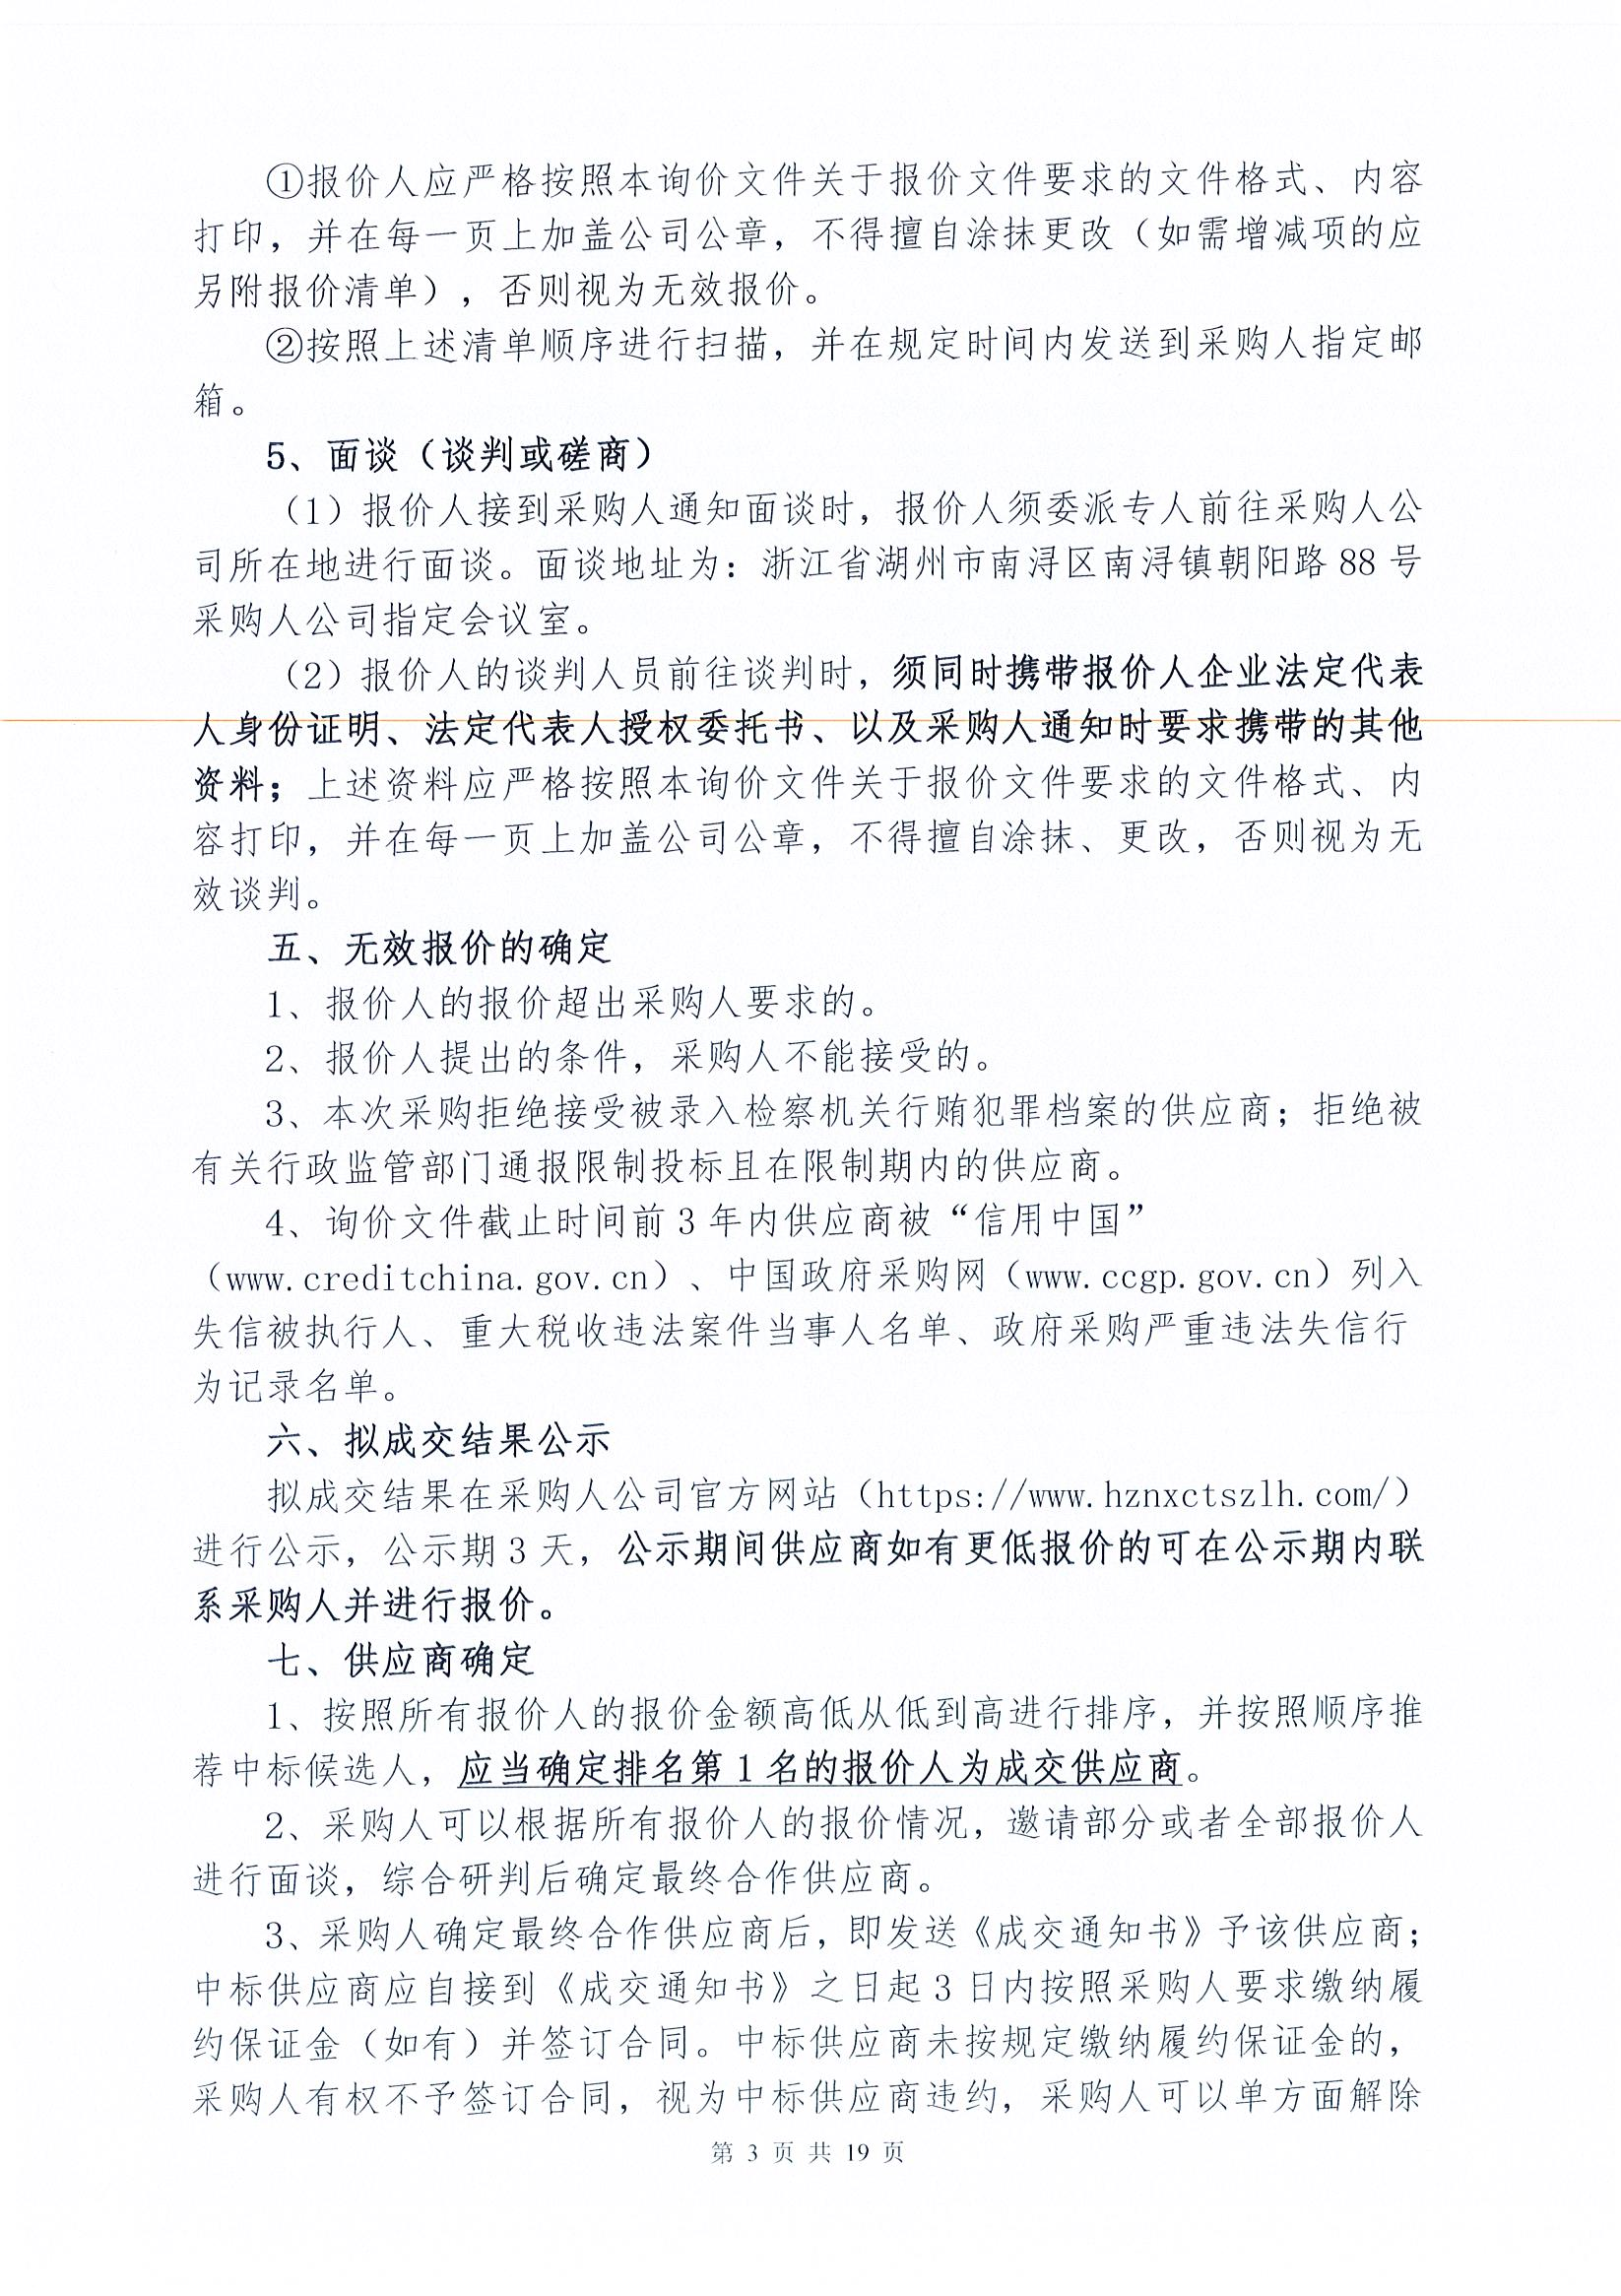 ①报价人应严格按照本询价文件关于报价文件要求的文件格式、内容
打印，并在每一页上加盖公司公章，不得擅自涂抹更改（如需增减项的应
另附报价清单），否则视为无效报价。
②按照上述清单顺序进行扫描，并在规定时间内发送到采购人指定邮
箱。
5、面谈（谈判或磋商）
（1）报价人接到采购人通知面谈时，报价人须委派专人前往采购人公
司所在地进行面谈。面谈地址为：浙江省湖州市南浔区南浔镇朝阳路 88 号
采购人公司指定会议室。
（2）报价人的谈判人员前往谈判时，须同时携带报价人企业法定代表
人身份证明、法定代表人授权委托书、以及采购人通知时要求携带的其他
资料；上述资料应严格按照本询价文件关于报价文件要求的文件格式、内
容打印，并在每一页上加盖公司公章，不得擅自涂抹、更改，否则视为无
效谈判。
五、无效报价的确定
1、报价人的报价超出采购人要求的。
2、报价人提出的条件，采购人不能接受的。
3、本次采购拒绝接受被录入检察机关行贿犯罪档案的供应商；拒绝被
有关行政监管部门通报限制投标且在限制期内的供应商。
4、询价文件截止时间前 3 年内供应商被“信用中国”
（www.creditchina.gov.cn）、中国政府采购网（www.ccgp.gov.cn）列入
失信被执行人、重大税收违法案件当事人名单、政府采购严重违法失信行
为记录名单。
六、拟成交结果公示
拟成交结果在采购人公司官方网站（https://www.hznxctszlh.com/）
进行公示，公示期 3 天，公示期间供应商如有更低报价的可在公示期内联
系采购人并进行报价。
七、供应商确定
1、按照所有报价人的报价金额高低从低到高进行排序，并按照顺序推
荐中标候选人，应当确定排名第 1 名的报价人为成交供应商。
2、采购人可以根据所有报价人的报价情况，邀请部分或者全部报价人
进行面谈，综合研判后确定最终合作供应商。
3、采购人确定最终合作供应商后，即发送《成交通知书》予该供应商；
中标供应商应自接到《成交通知书》之日起 3 日内按照采购人要求缴纳履
约保证金（如有）并签订合同。中标供应商未按规定缴纳履约保证金的，
采购人有权不予签订合同，视为中标供应商违约，采购人可以单方面解除
第 3 页 共 19 页